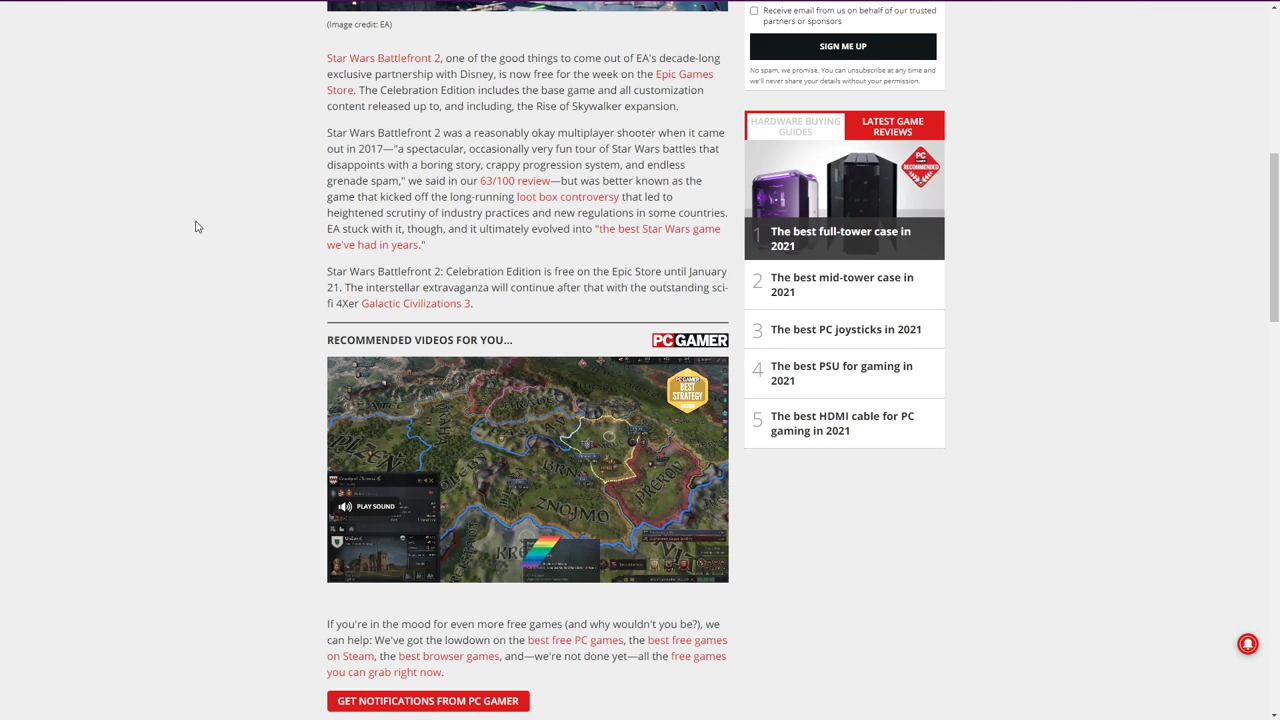 (Image credit: EA)
Star Wars Battlefront 2, one of the good things to come out of EA's decade-long
exclusive partnership with Disney, is now free for the week on the Epic Games
Store. The Celebration Edition includes the base game and all customization
content released up to, and including, the Rise of Skywalker expansion.
Star Wars Battlefront 2 was a reasonably okay multiplayer shooter when it came
out in 2017—"a spectacular, occasionally very fun tour of Star Wars battles that
disappoints with a boring story, crappy progression system, and endless
grenade spam," we said in our 63/100 review—but was better known as the
game that kicked off the long-running loot box controversy that led to
heightened scrutiny of industry practices and new regulations in some countries.
EA stuck with it, though, and it ultimately evolved into "the best Star Wars game
we've had in years."
Star Wars Battlefront 2: Celebration Edition is free on the Epic Store until January
21. The interstellar extravaganza will continue after that with the outstanding sci-
fi 4Xer Galactic Civilizations 3.
RECOMMENDED VIDEOS FOR YOU...
PC GAMER
PC GAMER
BEST
STRATEGY
BRNA
PREROV
ZNOJMO
PLAY SOUND
If you're in the mood for even more free games (and why wouldn't you be?), we
can help: We've got the lowdown on the best free PC games, the best free games
on Steam, the best browser games, and—we're not done yet—all the free games
you can grab right now.
GET NOTIFICATIONS FROM PC GAMER
Receive email from us on behalf of our trusted
partners or sponsors
SIGN ME UP
No spam, we promise. You can unsubscribe at any time and
we'll never share your details without your permission.
HARDWARE BUYING
GUIDES
LATEST GAME
REVIEWS
PC GAMER
RECOMMENDED
1 The best full-tower case in
2021
2 The best mid-tower case in
2021
3 The best PC joysticks in 2021
4 The best PSU for gaming in
2021
5 The best HDMI cable for PC
gaming in 2021